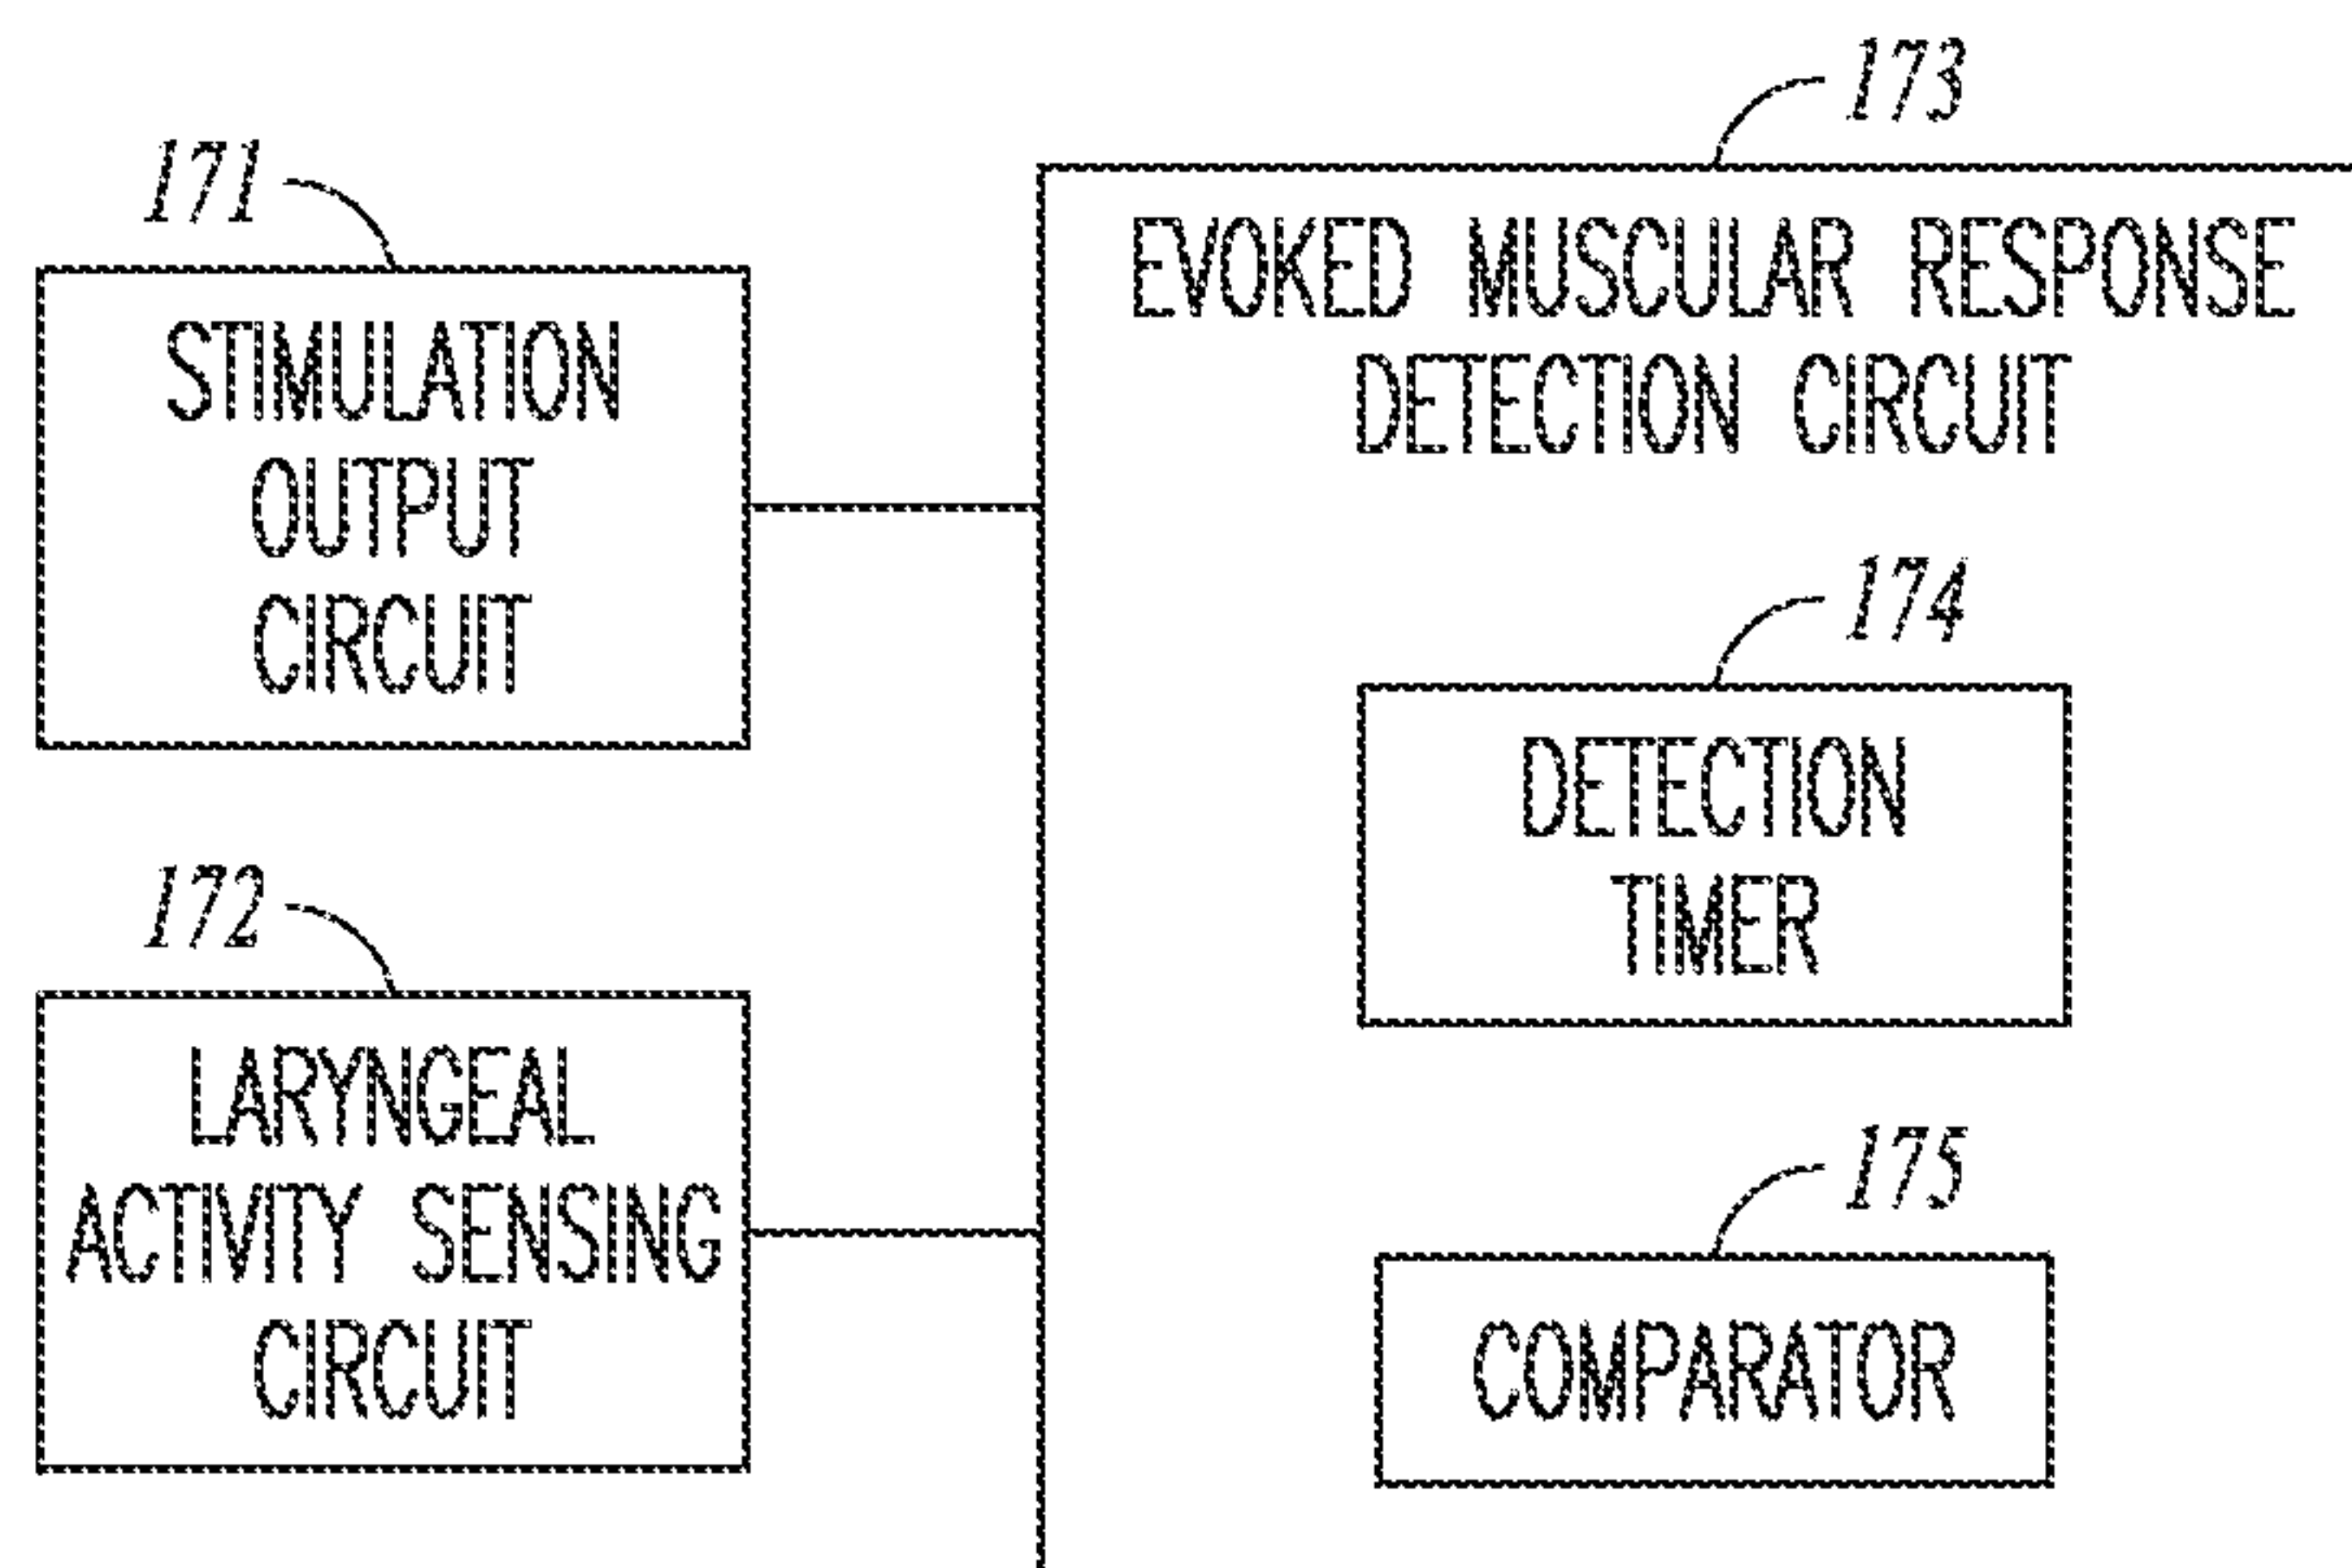 171
STIMULATION
OUTPUT
CIRCUIT
172
LARYNGEAL
ACTIVITY SENSING
CIRCUIT
173
EVOKED MUSCULAR RESPONSE
DETECTION CIRCUIT
174
DETECTION
TIMER
175
COMPARATOR